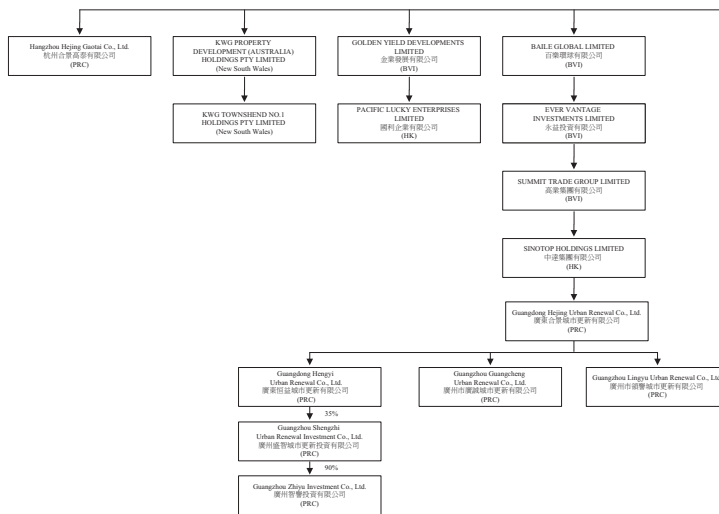 Hangzhou Hejing Gaotai Co., Ltd.
杭州合景高泰有限公司
(PRC)
KWG PROPERTY
DEVELOPMENT (AUSTRALIA)
HOLDINGS PTY LIMITED
(New South Wales)
GOLDEN YIELD DEVELOPMENTS
LIMITED
金業發展有限公司
(BVI)
BAILE GLOBAL LIMITED
百樂環球有限公司
(BVI)
KWG TOWNSHEND NO.1
HOLDINGS PTY LIMITED
(New South Wales)
PACIFIC LUCKY ENTERPRISES
LIMITED
國利企業有限公司
(HK)
EVER VANTAGE
INVESTMENTS LIMITED
永益投資有限公司
(BVI)
SUMMIT TRADE GROUP LIMITED
高業集團有限公司
(BVI)
SINOTOP HOLDINGS LIMITED
中達集團有限公司
(HK)
Guangdong Hejing Urban Renewal Co., Ltd.
廣東合景城市更新有限公司
(PRC)
Guangdong Hengyi
Urban Renewal Co., Ltd.
廣東恒益城市更新有限公司
(PRC)
Guangzhou Guangcheng
Urban Renewal Co., Ltd.
廣州市廣誠城市更新有限公司
(PRC)
Guangzhou Lingyu Urban Renewal Co., Ltd.
廣州市領譽城市更新有限公司
(PRC)
35%
Guangzhou Shengzhi
Urban Renewal Investment Co., Ltd.
廣州盛智城市更新投資有限公司
(PRC)
90%
Guangzhou Zhiyu Investment Co., Ltd.
廣州智譽投資有限公司
(PRC)